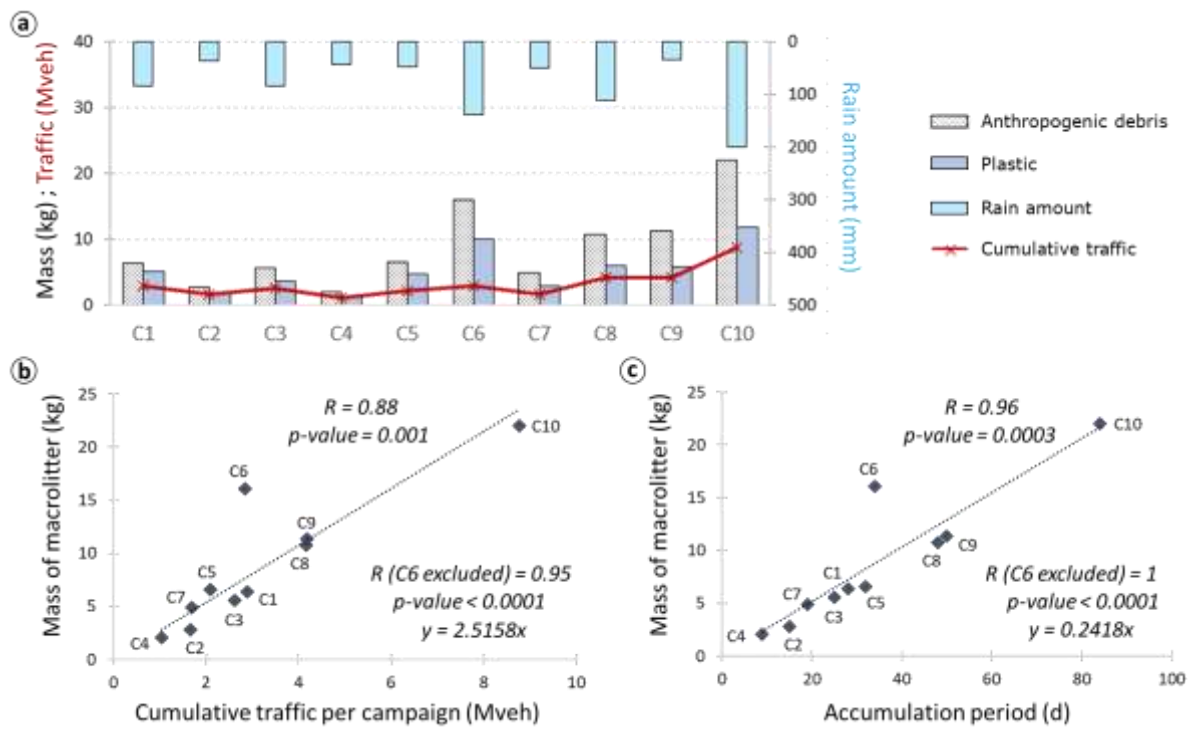 a
Mass (kg) ; Traffic (Mveh)
40
30
20
10
0
C1 C2 C3 C4 C5 C6 C7 C8 C9 C10
0
100
200
300
400
500
Rain amount (mm)
Anthropogenic debris
Plastic
Rain amount
Cumulative traffic
b
Mass of macrolitter (kg)
25
20
15
10
5
0
R = 0.88
p-value = 0.001
C10
C6
C9
C8
C5
C7
C1
C3
C4
C2
R (C6 excluded) = 0.95
p-value < 0.0001
y = 2.5158x
0 2 4 6 8 10
Cumulative traffic per campaign (Mveh)
c
Mass of macrolitter (kg)
25
20
15
10
5
0
R = 0.96
p-value = 0.0003
C10
C6
C9
C8
C1
C7
C5
C3
C4
C2
R (C6 excluded) = 1
p-value < 0.0001
y = 0.2418x
0 20 40 60 80 100
Accumulation period (d)